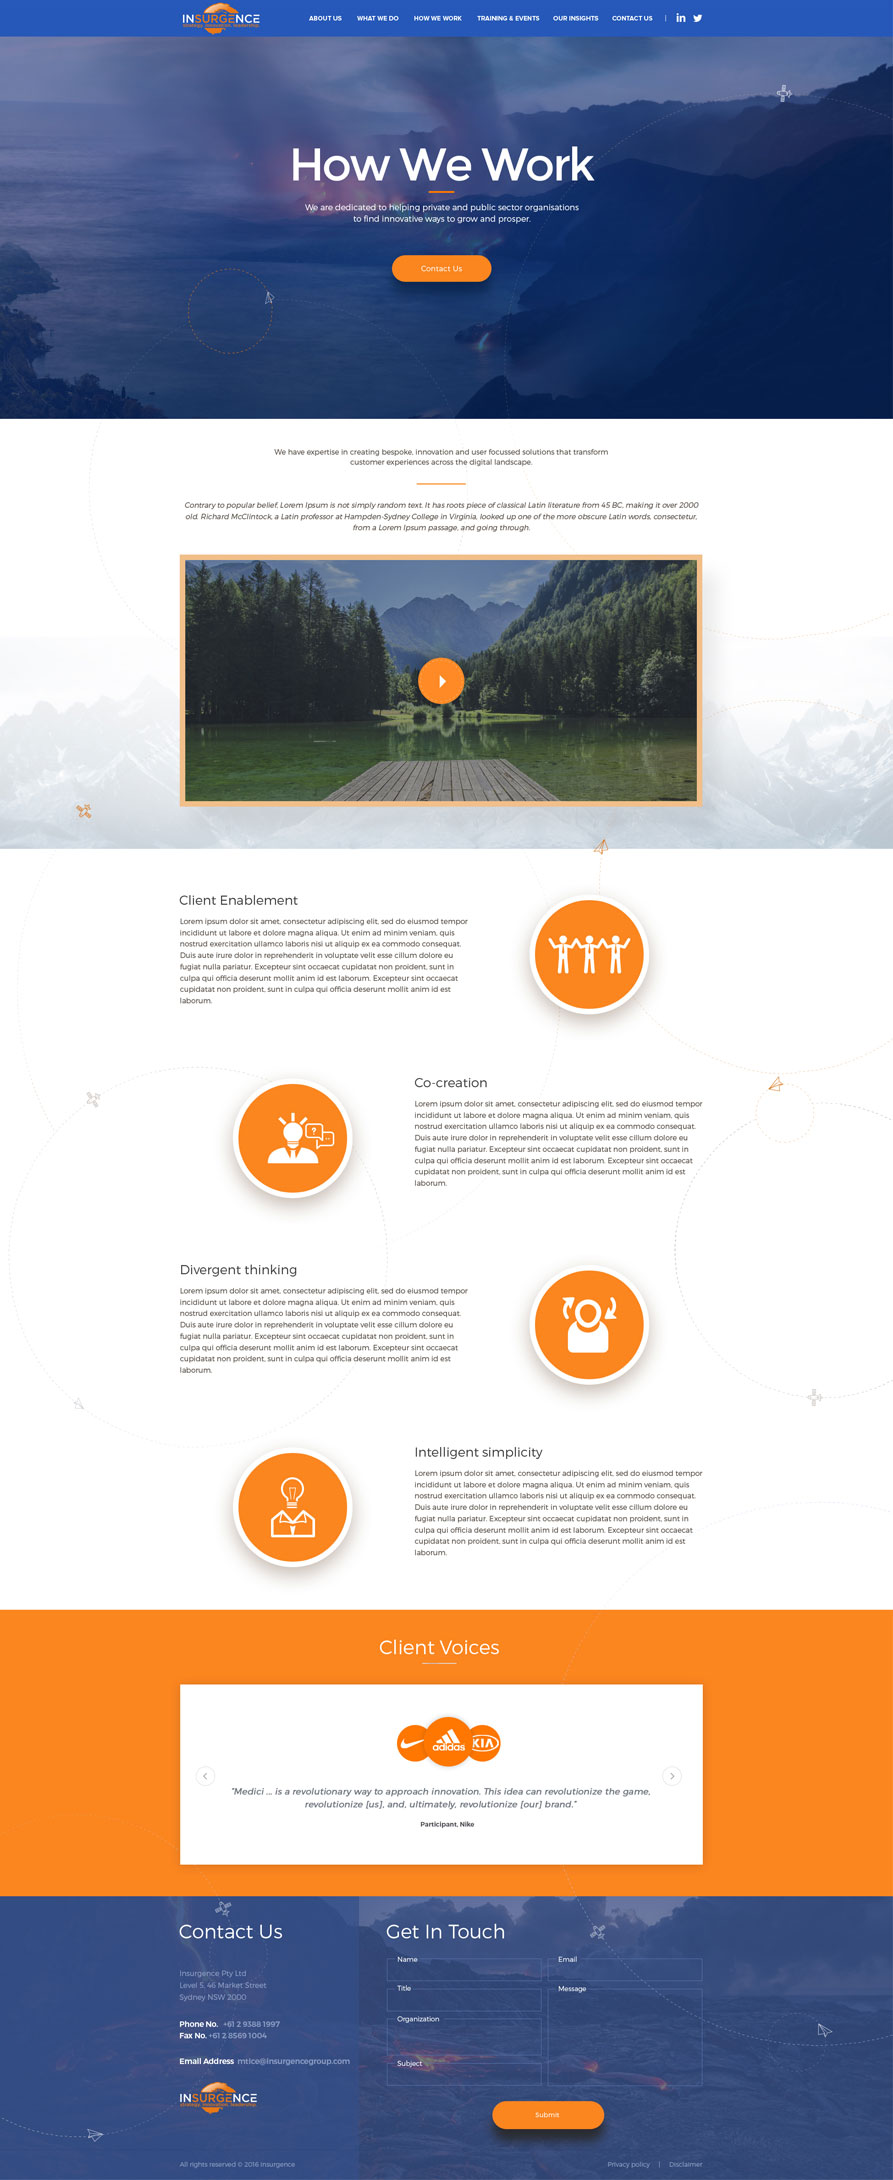 INSURGENCE
strategy. innovation. leadership.
ABOUT US WHAT WE DO HOW WE WORK TRAINING & EVENTS OUR INSIGHTS CONTACT US | in
How We Work
We are dedicated to helping private and public sector organisations
to find innovative ways to grow and prosper.
Contact Us
We have expertise in creating bespoke, innovation and user focussed solutions that transform
customer experiences across the digital landscape.
Contrary to popular belief, Lorem Ipsum is not simply random text. It has roots piece of classical Latin literature from 45 BC, making it over 2000
old. Richard McClintock, a Latin professor at Hampden-Sydney College in Virginia, looked up one of the more obscure Latin words, consectetur,
from a Lorem Ipsum passage, and going through.
Client Enablement
Lorem ipsum dolor sit amet, consectetur adipiscing elit, sed do eiusmod tempor
incididunt ut labore et dolore magna aliqua. Ut enim ad minim veniam, quis
nostrud exercitation ullamco laboris nisi ut aliquip ex ea commodo consequat.
Duis aute irure dolor in reprehenderit in voluptate velit esse cillum dolore eu
fugiat nulla pariatur. Excepteur sint occaecat cupidatat non proident, sunt in
culpa qui officia deserunt mollit anim id est laborum. Excepteur sint occaecat
cupidatat non proident, sunt in culpa qui officia deserunt mollit anim id est
laborum.
Co-creation
Lorem ipsum dolor sit amet, consectetur adipiscing elit, sed do eiusmod tempor
incididunt ut labore et dolore magna aliqua. Ut enim ad minim veniam, quis
nostrud exercitation ullamco laboris nisi ut aliquip ex ea commodo consequat.
Duis aute irure dolor in reprehenderit in voluptate velit esse cillum dolore eu
fugiat nulla pariatur. Excepteur sint occaecat cupidatat non proident, sunt in
culpa qui officia deserunt mollit anim id est laborum. Excepteur sint occaecat
cupidatat non proident, sunt in culpa qui officia deserunt mollit anim id est
laborum.
Divergent thinking
Lorem ipsum dolor sit amet, consectetur adipiscing elit, sed do eiusmod tempor
incididunt ut labore et dolore magna aliqua. Ut enim ad minim veniam, quis
nostrud exercitation ullamco laboris nisi ut aliquip ex ea commodo consequat.
Duis aute irure dolor in reprehenderit in voluptate velit esse cillum dolore eu
fugiat nulla pariatur. Excepteur sint occaecat cupidatat non proident, sunt in
culpa qui officia deserunt mollit anim id est laborum. Excepteur sint occaecat
cupidatat non proident, sunt in culpa qui officia deserunt mollit anim id est
laborum.
Intelligent simplicity
Lorem ipsum dolor sit amet, consectetur adipiscing elit, sed do eiusmod tempor
incididunt ut labore et dolore magna aliqua. Ut enim ad minim veniam, quis
nostrud exercitation ullamco laboris nisi ut aliquip ex ea commodo consequat.
Duis aute irure dolor in reprehenderit in voluptate velit esse cillum dolore eu
fugiat nulla pariatur. Excepteur sint occaecat cupidatat non proident, sunt in
culpa qui officia deserunt mollit anim id est laborum. Excepteur sint occaecat
cupidatat non proident, sunt in culpa qui officia deserunt mollit anim id est
laborum.
Client Voices
adidas KIA
"Medici ... is a revolutionary way to approach innovation. This idea can revolutionize the game,
revolutionize [us], and, ultimately, revolutionize [our] brand."
Participant, Nike
Contact Us
Insurgence Pty Ltd
Level 5, 46 Market Street
Sydney NSW 2000
Phone No. +61 2 9388 1997
Fax No. +61 2 8569 1004
Email Address mtice@insurgencegroup.com
INSURGENCE
strategy. innovation. leadership.
All rights reserved © 2016 Insurgence
Get In Touch
Name
Email
Title
Message
Organization
Subject
Submit
Privacy policy | Disclaimer